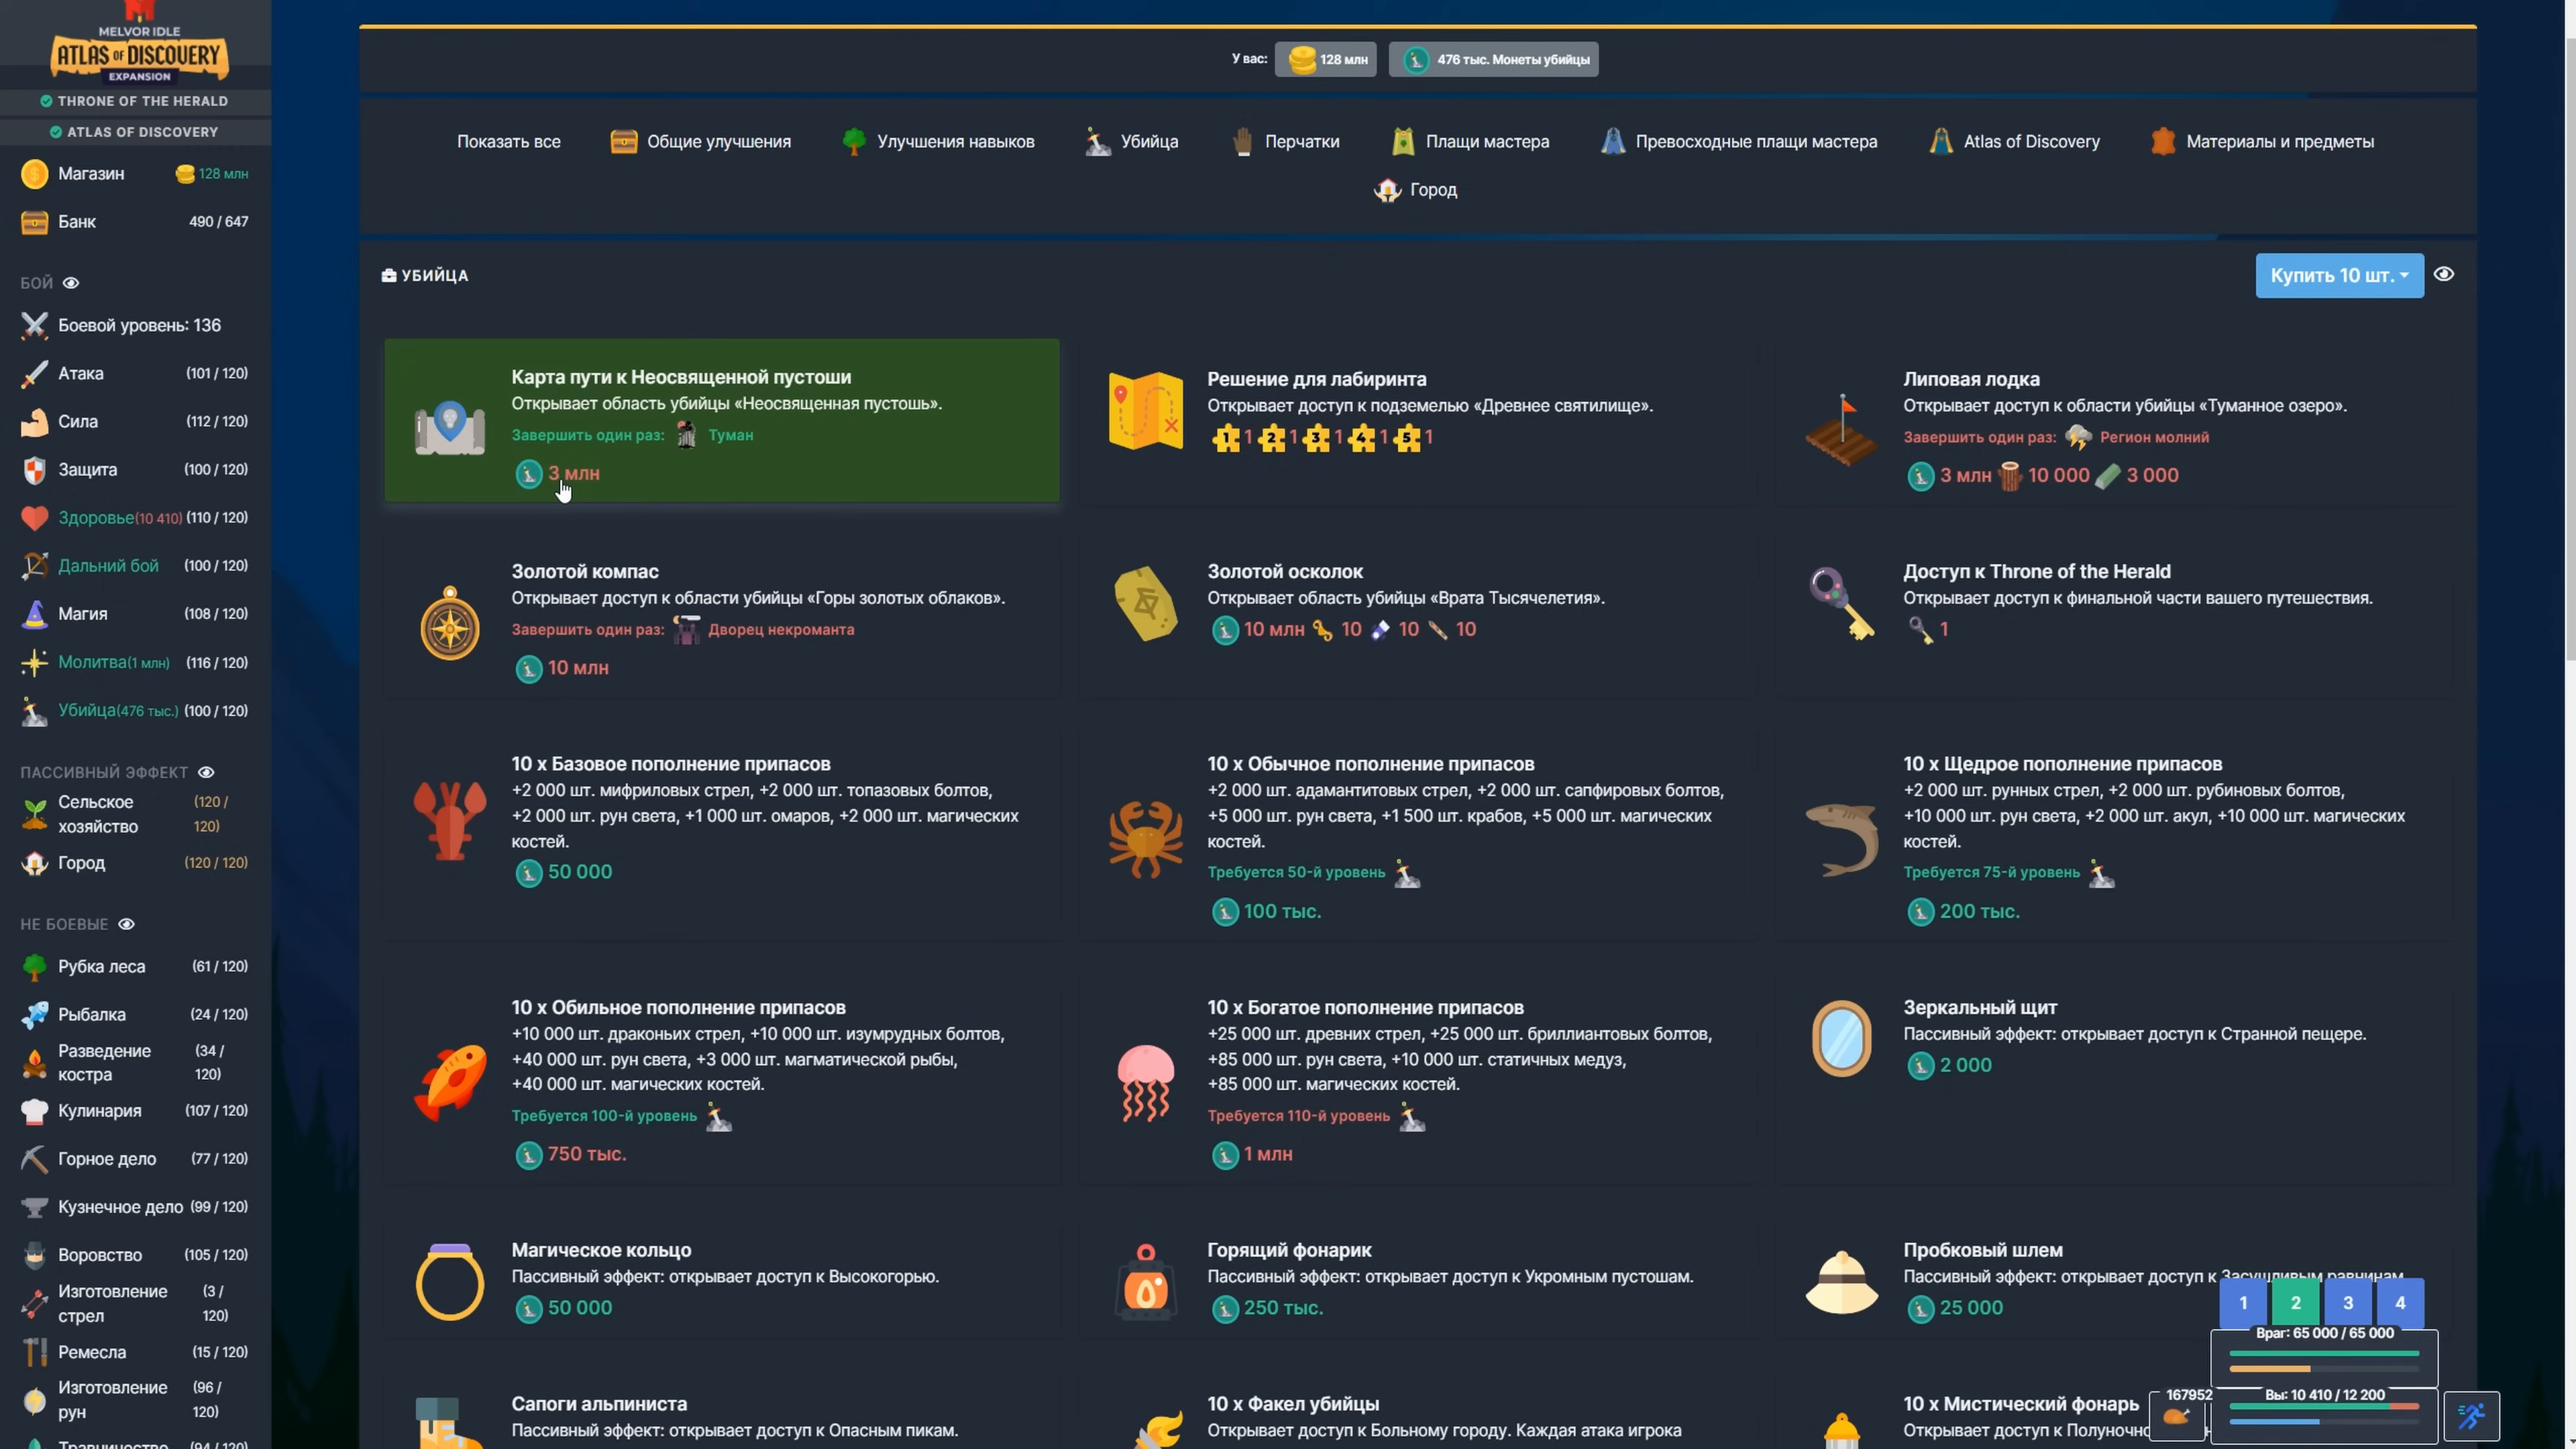 MELVOR IDLE
ATLAS OF DISCOVERY
EXPANSION
THRONE OF THE HERALD
ATLAS OF DISCOVERY
Магазин 128 млн
Банк 490 / 647
БОЙ
Боевой уровень: 136
Атака (101 / 120)
Сила (112 / 120)
Защита (100 / 120)
Здоровье(10 410) (110 / 120)
Дальний бой (100 / 120)
Магия (108 / 120)
Молитва(1 млн) (116 / 120)
Убийца(476 тыс.) (100 / 120)
ПАССИВНЫЙ ЭФФЕКТ
Сельское хозяйство (120 / 120)
Город (120 / 120)
НЕ БОЕВЫЕ
Рубка леса (61 / 120)
Рыбалка (24 / 120)
Разведение костра (34 / 120)
Кулинария (107 / 120)
Горное дело (77 / 120)
Кузнечное дело (99 / 120)
Воровство (105 / 120)
Изготовление стрел (3 / 120)
Ремесла (15 / 120)
Изготовление рун (96 / 120)
Травничество (94 / 120)
У вас: 128 млн 476 тыс. Монеты убийцы
Показать все Общие улучшения Улучшения навыков Убийца Перчатки Плащи мастера Превосходные плащи мастера Atlas of Discovery Материалы и предметы
Город
УБИЙЦА
Купить 10 шт.
Карта пути к Неосвященной пустоши
Открывает область убийцы «Неосвященная пустошь».
Завершить один раз: Туман
3 млн
Решение для лабиринта
Открывает доступ к подземелью «Древнее святилище».
1 1 2 1 3 1 4 1 5 1
Липовая лодка
Открывает доступ к области убийцы «Туманное озеро».
Завершить один раз: Регион молний
3 млн 10 000 3 000
Золотой компас
Открывает доступ к области убийцы «Горы золотых облаков».
Завершить один раз: Дворец некроманта
10 млн
Золотой осколок
Открывает область убийцы «Врата Тысячелетия».
10 млн 10 10 10
Доступ к Throne of the Herald
Открывает доступ к финальной части вашего путешествия.
1
10 x Базовое пополнение припасов
+2 000 шт. мифриловых стрел, +2 000 шт. топазовых болтов,
+2 000 шт. рун света, +1 000 шт. омаров, +2 000 шт. магических
костей.
50 000
10 x Обычное пополнение припасов
+2 000 шт. адамантитовых стрел, +2 000 шт. сапфировых болтов,
+5 000 шт. рун света, +1 500 шт. крабов, +5 000 шт. магических
костей.
Требуется 50-й уровень
100 тыс.
10 x Щедрое пополнение припасов
+2 000 шт. рунных стрел, +2 000 шт. рубиновых болтов,
+10 000 шт. рун света, +2 000 шт. акул, +10 000 шт. магических
костей.
Требуется 75-й уровень
200 тыс.
10 x Обильное пополнение припасов
+10 000 шт. драконьих стрел, +10 000 шт. изумрудных болтов,
+40 000 шт. рун света, +3 000 шт. магматической рыбы,
+40 000 шт. магических костей.
Требуется 100-й уровень
750 тыс.
10 x Богатое пополнение припасов
+25 000 шт. древних стрел, +25 000 шт. бриллиантовых болтов,
+85 000 шт. рун света, +10 000 шт. статичных медуз,
+85 000 шт. магических костей.
Требуется 110-й уровень
1 млн
Зеркальный щит
Пассивный эффект: открывает доступ к Странной пещере.
2 000
Магическое кольцо
Пассивный эффект: открывает доступ к Высокогорью.
50 000
Горящий фонарик
Пассивный эффект: открывает доступ к Укромным пустошам.
250 тыс.
Пробковый шлем
Пассивный эффект: открывает доступ к Засушливым равнинам
25 000
Сапоги альпиниста
Пассивный эффект: открывает доступ к Опасным пикам.
10 x Факел убийцы
Открывает доступ к Больному городу. Каждая атака игрока
10 x Мистический фонарь
Открывает доступ к
1 2 3 4
Враг: 65 000 / 65 000
167952
Вы: 10 410 / 12 200